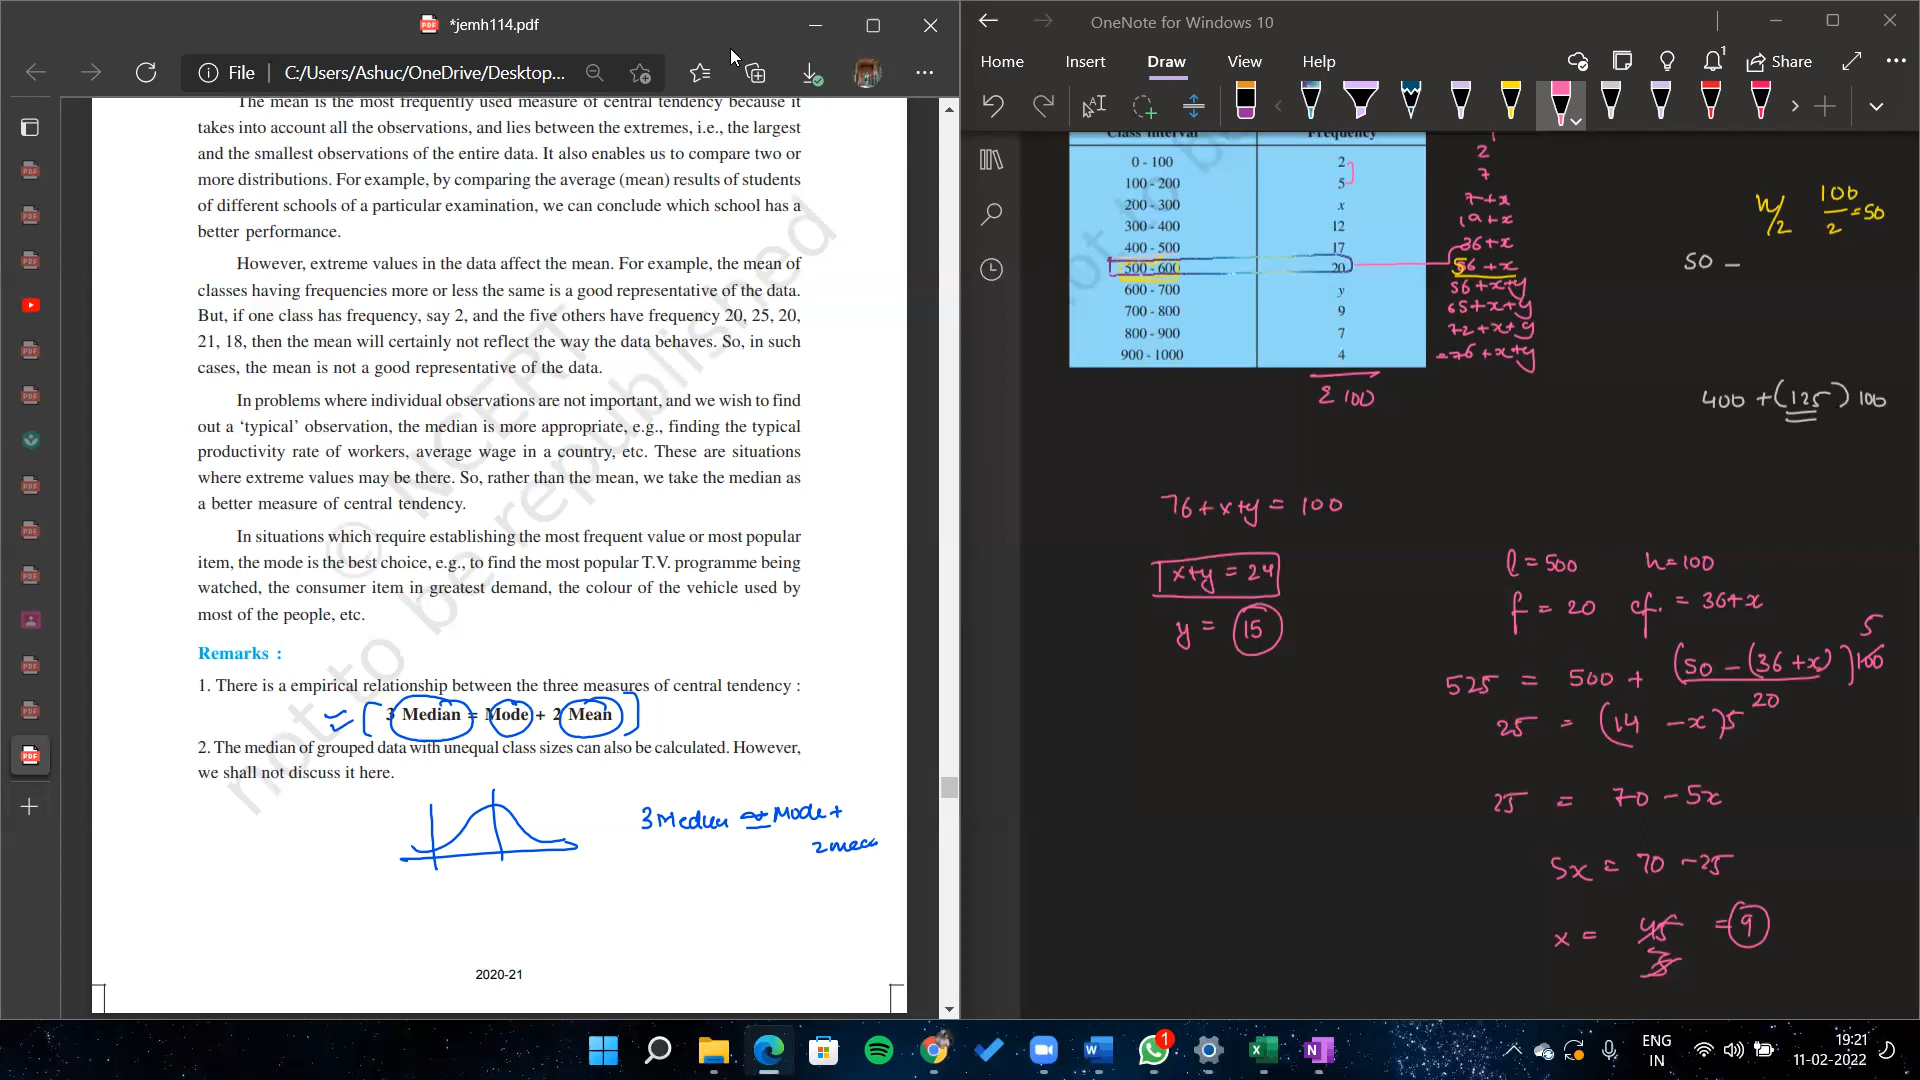 *jemh114.pdf
File
C:/Users/Ashuc/OneDrive/Desktop...
The mean is the most frequently used measure of central tendency because it
takes into account all the observations, and lies between the extremes, i.e., the largest
and the smallest observations of the entire data. It also enables us to compare two or
more distributions. For example, by comparing the average (mean) results of students
of different schools of a particular examination, we can conclude which school has a
better performance.
However, extreme values in the data affect the mean. For example, the mean of
classes having frequencies more or less the same is a good representative of the data.
But, if one class has frequency, say 2, and the five others have frequency 20, 25, 20,
21, 18, then the mean will certainly not reflect the way the data behaves. So, in such
cases, the mean is not a good representative of the data.
In problems where individual observations are not important, and we wish to find
out a ‘typical’ observation, the median is more appropriate, e.g., finding the typical
productivity rate of workers, average wage in a country, etc. These are situations
where extreme values may be there. So, rather than the mean, we take the median as
a better measure of central tendency.
In situations which require establishing the most frequent value or most popular
item, the mode is the best choice, e.g., to find the most popular T.V. programme being
watched, the consumer item in greatest demand, the colour of the vehicle used by
most of the people, etc.
Remarks :
1. There is a empirical relationship between the three measures of central tendency :
3 Median = Mode + 2 Mean
2. The median of grouped data with unequal class sizes can also be calculated. However,
we shall not discuss it here.
3 Median ≈ Mode +
2 mean
2020-21
© NCERT
not to be republished
OneNote for Windows 10
Home Insert Draw View Help
Share
Class interval Frequency
0 - 100 2 2
100 - 200 5 7
200 - 300 x 7+x
300 - 400 12 19+x
400 - 500 17 36+x
500 - 600 20 56+x
600 - 700 y 56+x+y
700 - 800 9 65+x+y
800 - 900 7 72+x+y
900 - 1000 4 76+x+y
Σ 100
n/2 100/2 = 50
50 –
400 + (125) 100
76+x+y = 100
x+y = 24
y = 15
l = 500 h = 100
f = 20 cf. = 36+x
5
525 = 500 + (50 – (36+x)) 100
20
25 = (14 – x) 5
25 = 70 – 5x
5x = 70 – 25
x = 45 = 9
5
1
ENG
IN
19:21
11-02-2022